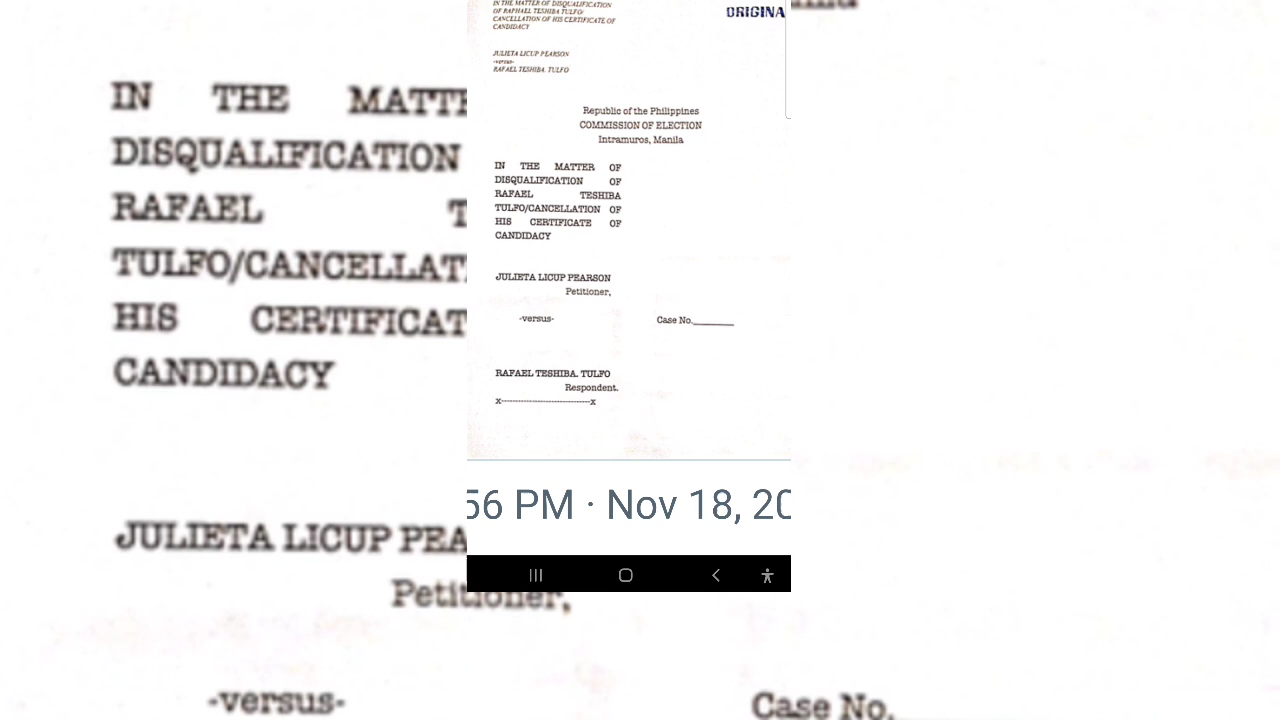 IN THE MATTER OF DISQUALIFICATION
OF RAPHAEL TESHIBA TULFO/
CANCELLATION OF HIS CERTIFICATE OF
CANDIDACY
ORIGINA
JULIETA LICUP PEARSON
-versus-
RAFAEL TESHIBA. TULFO
Republic of the Philippines
COMMISSION OF ELECTION
Intramuros, Manila
IN THE MATTER OF
DISQUALIFICATION OF
RAFAEL TESHIBA
TULFO/CANCELLATION OF
HIS CERTIFICATE OF
CANDIDACY
JULIETA LICUP PEARSON
Petitioner,
-versus-
Case No.
RAFAEL TESHIBA. TULFO
Respondent.
x------------------------------x
56 PM · Nov 18, 20
IN THE MATTE
DISQUALIFICATION
RAFAEL T
TULFO/CANCELLAT
HIS CERTIFICAT
CANDIDACY
JULIETA LICUP PEA
Petitioner,
-versus-
Case No.